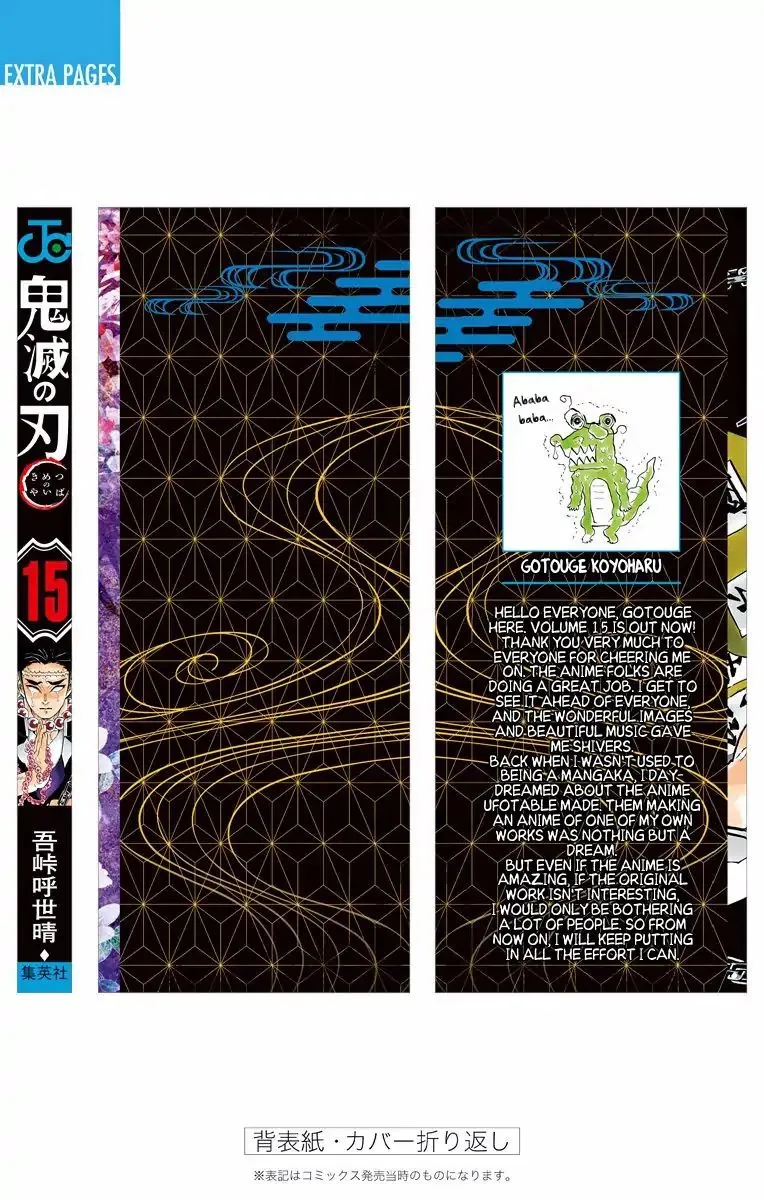 EXTRA PAGES
鬼滅の刃
きめつ
の
やいば
15
吾峠呼世晴
集英社
Ababa
baba...
GOTOUGE KOYOHARU
HELLO EVERYONE, GOTOUGE
HERE. VOLUME 15 IS OUT NOW!
THANK YOU VERY MUCH TO
EVERYONE FOR CHEERING ME
ON. THE ANIME FOLKS ARE
DOING A GREAT JOB. I GET TO
SEE IT AHEAD OF EVERYONE,
AND THE WONDERFUL IMAGES
AND BEAUTIFUL MUSIC GAVE
ME SHIVERS.
BACK WHEN I WASN'T USED TO
BEING A MANGAKA, I DAY-
DREAMED ABOUT THE ANIME
UFOTABLE MADE. THEM MAKING
AN ANIME OF ONE OF MY OWN
WORKS WAS NOTHING BUT A
DREAM.
BUT EVEN IF THE ANIME IS
AMAZING, IF THE ORIGINAL
WORK ISN'T INTERESTING,
I WOULD ONLY BE BOTHERING
A LOT OF PEOPLE. SO FROM
NOW ON, I WILL KEEP PUTTING
IN ALL THE EFFORT I CAN.
背表紙・カバー折り返し
※表記はコミックス発売当時のものになります。